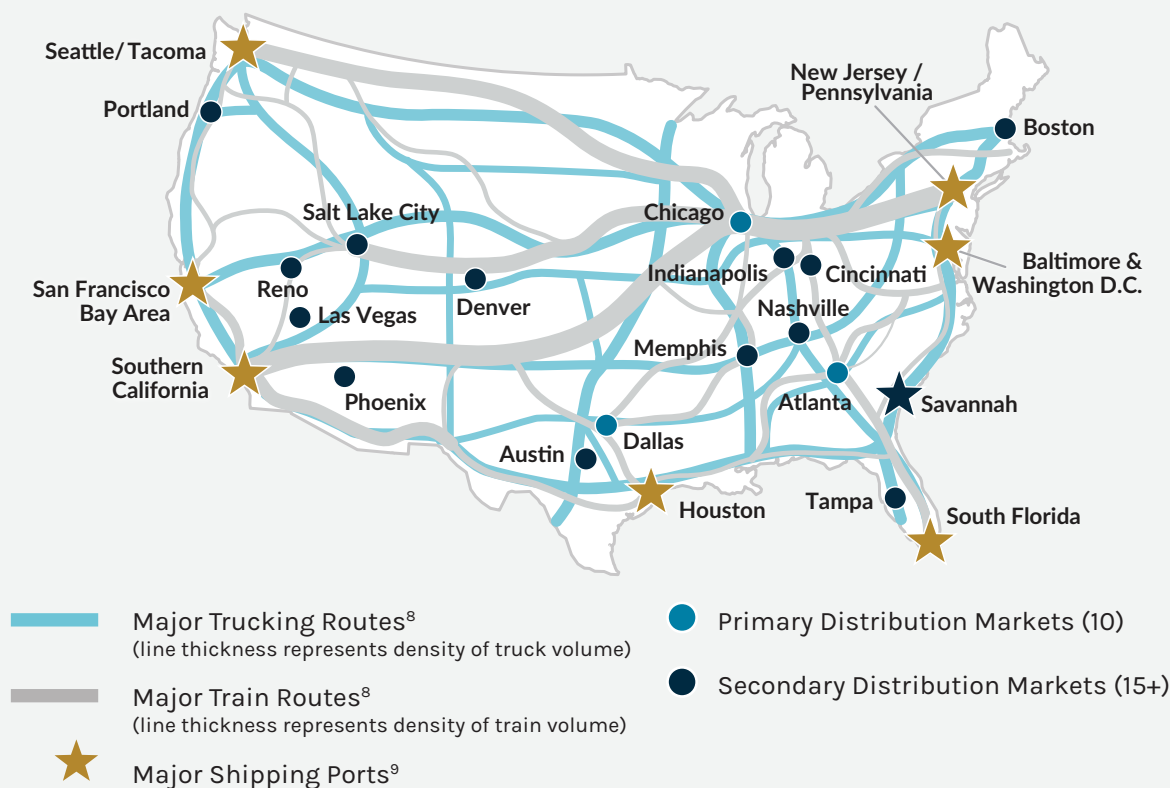 Seattle/Tacoma
New Jersey /
Pennsylvania
Portland
Boston
Salt Lake City
Chicago
San Francisco
Bay Area
Reno
Denver
Indianapolis
Cincinnati
Baltimore &
Washington D.C.
Las Vegas
Nashville
Memphis
Southern
California
Phoenix
Atlanta
Savannah
Dallas
Austin
Houston
Tampa
South Florida
Major Trucking Routes⁸
(line thickness represents density of truck volume)
Major Train Routes⁸
(line thickness represents density of train volume)
Major Shipping Ports⁹
Primary Distribution Markets (10)
Secondary Distribution Markets (15+)